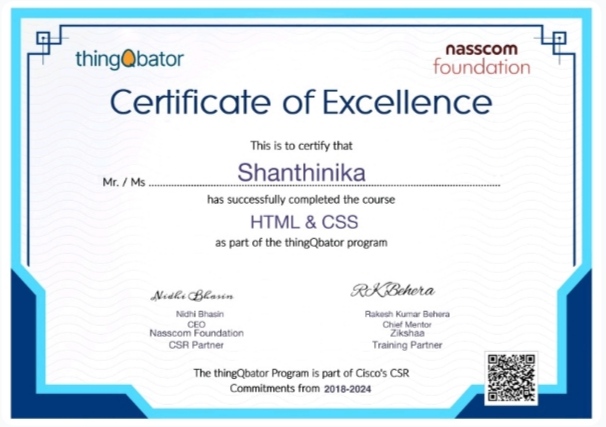 thingQbator
nasscom
foundation
Certificate of Excellence
This is to certify that
Mr. / Ms ........ Shanthinika ........
has successfully completed the course
HTML & CSS
as part of the thingQbator program
Nidhi Bhasin
Nidhi Bhasin
CEO
Nasscom Foundation
CSR Partner
RKBehera
Rakesh Kumar Behera
Chief Mentor
Zikshaa
Training Partner
The thingQbator Program is part of Cisco's CSR
Commitments from 2018-2024